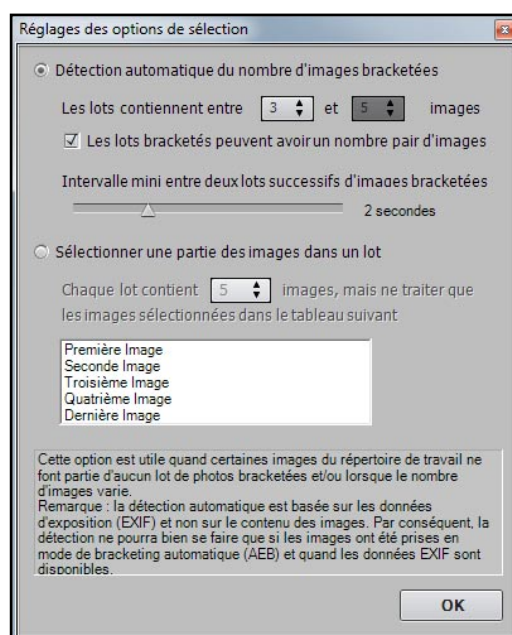 Réglages des options de sélection
Détection automatique du nombre d'images bracketées
Les lots contiennent entre 3 et 5 images
Les lots bracketés peuvent avoir un nombre pair d'images
Intervalle mini entre deux lots successifs d'images bracketées
2 secondes
Sélectionner une partie des images dans un lot
Chaque lot contient 5 images, mais ne traiter que
les images sélectionnées dans le tableau suivant
Première Image
Seconde Image
Troisième Image
Quatrième Image
Dernière Image
Cette option est utile quand certaines images du répertoire de travail ne
font partie d'aucun lot de photos bracketées et/ou lorsque le nombre
d'images varie.
Remarque : la détection automatique est basée sur les données
d'exposition (EXIF) et non sur le contenu des images. Par conséquent, la
détection ne pourra bien se faire que si les images ont été prises en
mode de bracketing automatique (AEB) et quand les données EXIF sont
disponibles.
OK